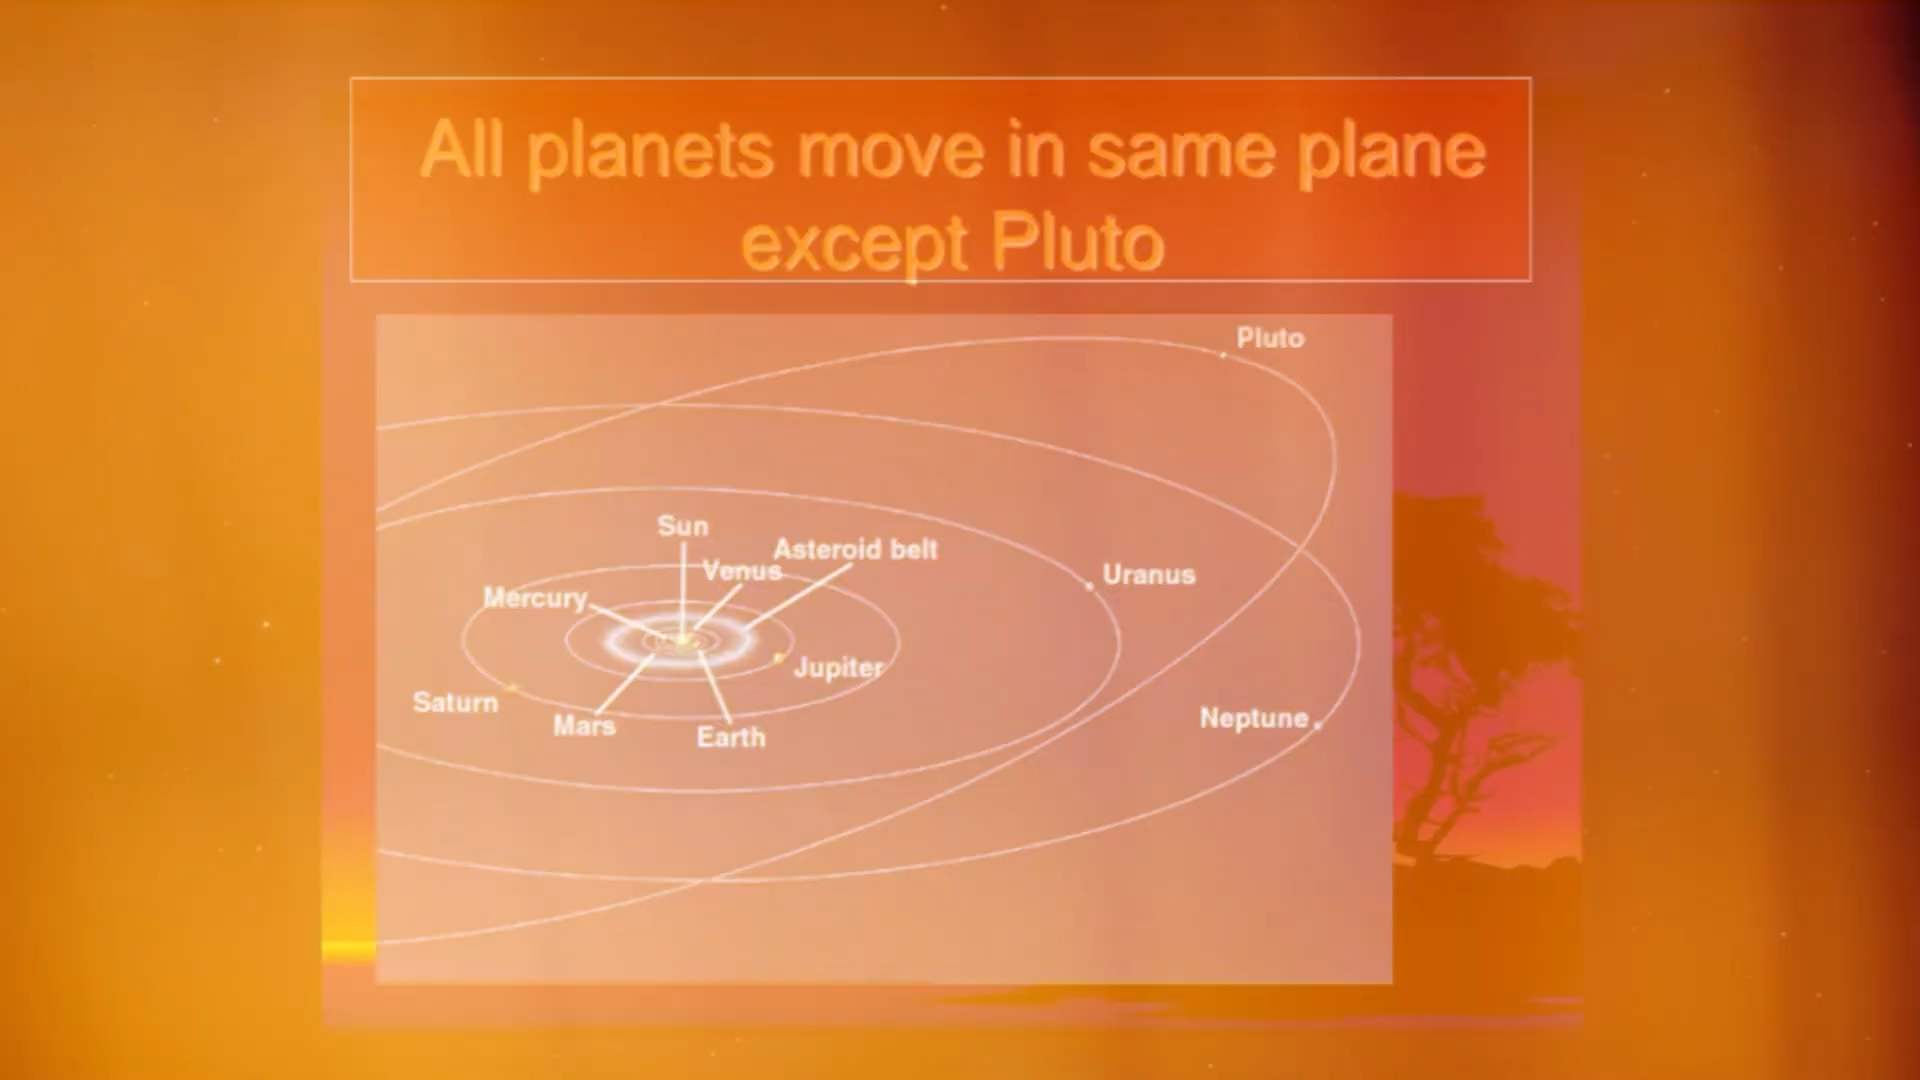 All planets move in same plane
except Pluto
Pluto
Sun
Asteroid belt
Venus
Uranus
Mercury
Jupiter
Saturn
Mars
Earth
Neptune